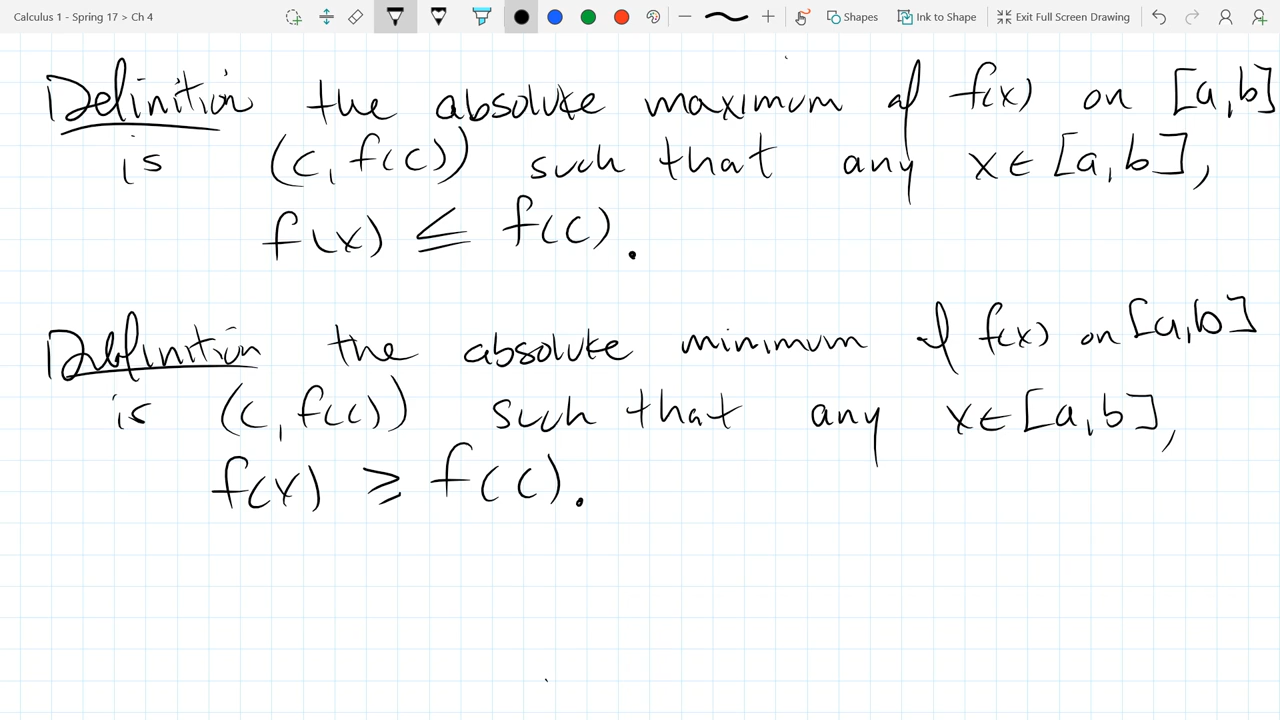 Calculus 1 - Spring 17 > Ch 4 Shapes Ink to Shape Exit Full Screen Drawing
Definition the absolute maximum of f(x) on [a,b]
is (c, f(c)) such that any x ∈ [a,b],
f(x) ≤ f(c).
Definition the absolute minimum of f(x) on [a,b]
is (c, f(c)) such that any x ∈ [a,b],
f(x) ≥ f(c).